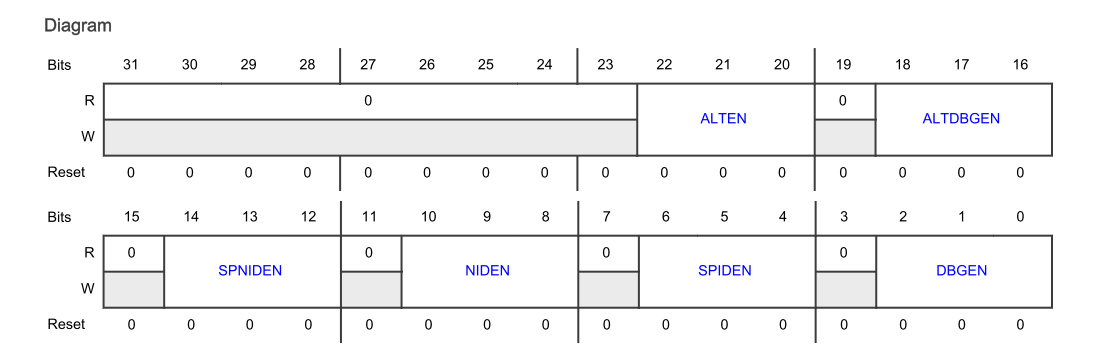 Diagram
Bits 31 30 29 28 27 26 25 24 23 22 21 20 19 18 17 16
R 0 ALTEN 0 ALTDBGEN
W
Reset 0 0 0 0 0 0 0 0 0 0 0 0 0 0 0 0
Bits 15 14 13 12 11 10 9 8 7 6 5 4 3 2 1 0
R 0 SPNIDEN 0 NIDEN 0 SPIDEN 0 DBGEN
W
Reset 0 0 0 0 0 0 0 0 0 0 0 0 0 0 0 0